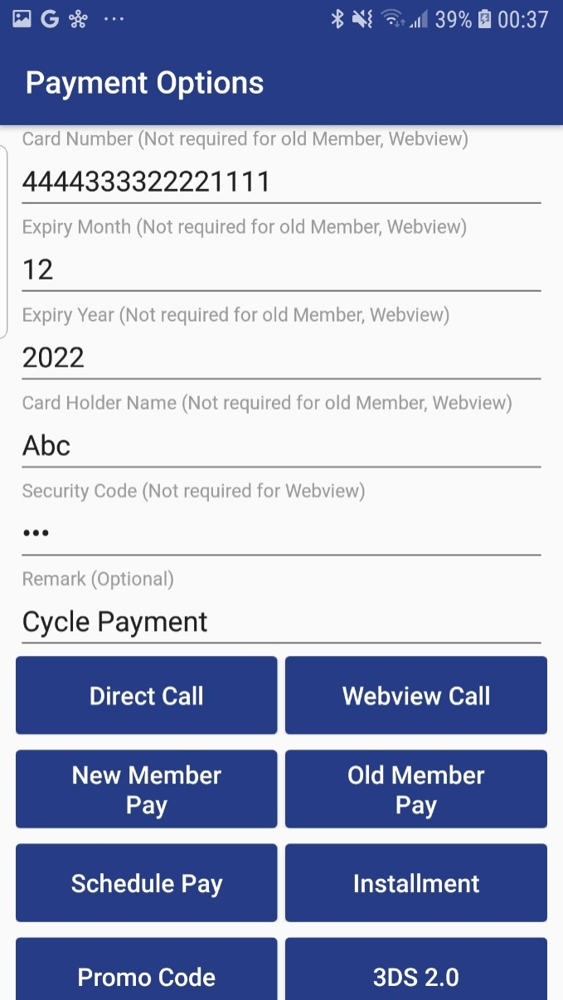 39% 00:37
Payment Options
Card Number (Not required for old Member, Webview)
4444333322221111
Expiry Month (Not required for old Member, Webview)
12
Expiry Year (Not required for old Member, Webview)
2022
Card Holder Name (Not required for old Member, Webview)
Abc
Security Code (Not required for Webview)
•••
Remark (Optional)
Cycle Payment
Direct Call
Webview Call
New Member
Pay
Old Member
Pay
Schedule Pay
Installment
Promo Code
3DS 2.0